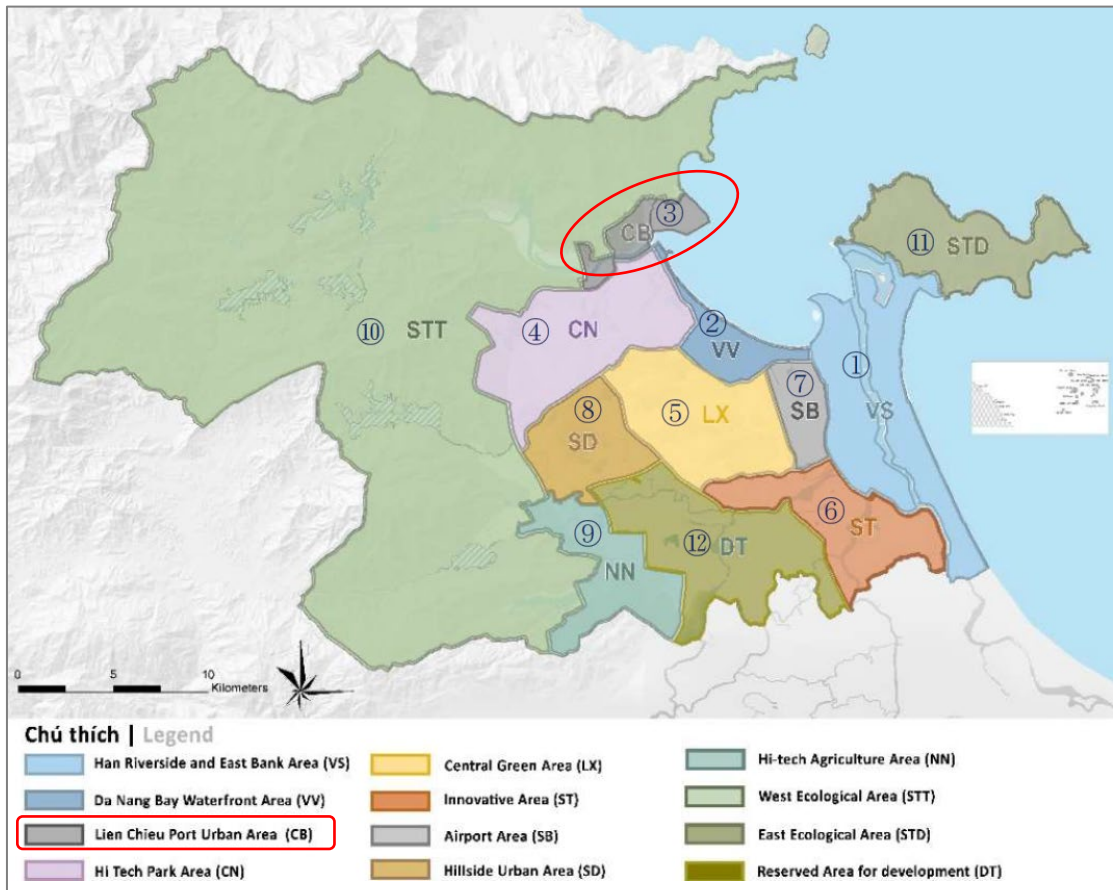 ③
CB
⑪ STD
④ CN
② VV
①
⑩ STT
⑦
SB
VS
⑧
SD
⑤ LX
⑥
ST
⑨
⑫ DT
NN
0 5 10
Kilometers
Chú thích | Legend
Han Riverside and East Bank Area (VS)
Da Nang Bay Waterfront Area (VV)
Lien Chieu Port Urban Area (CB)
Hi Tech Park Area (CN)
Central Green Area (LX)
Innovative Area (ST)
Airport Area (SB)
Hillside Urban Area (SD)
Hi-tech Agriculture Area (NN)
West Ecological Area (STT)
East Ecological Area (STD)
Reserved Area for development (DT)